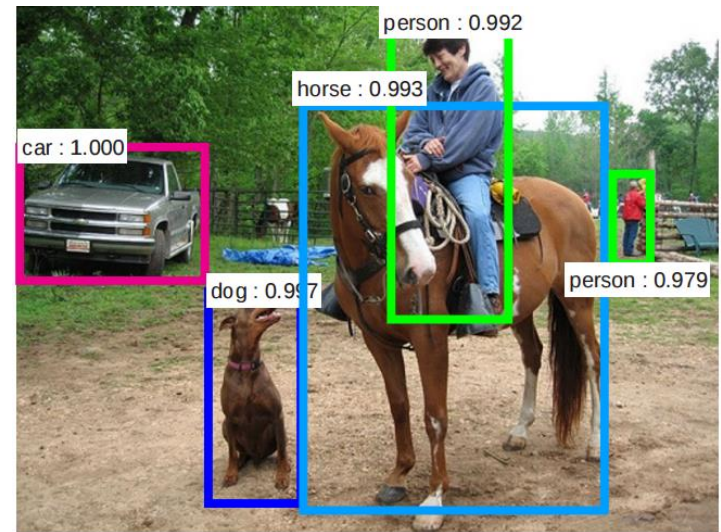 person : 0.992
horse : 0.993
car : 1.000
dog : 0.997
person : 0.979